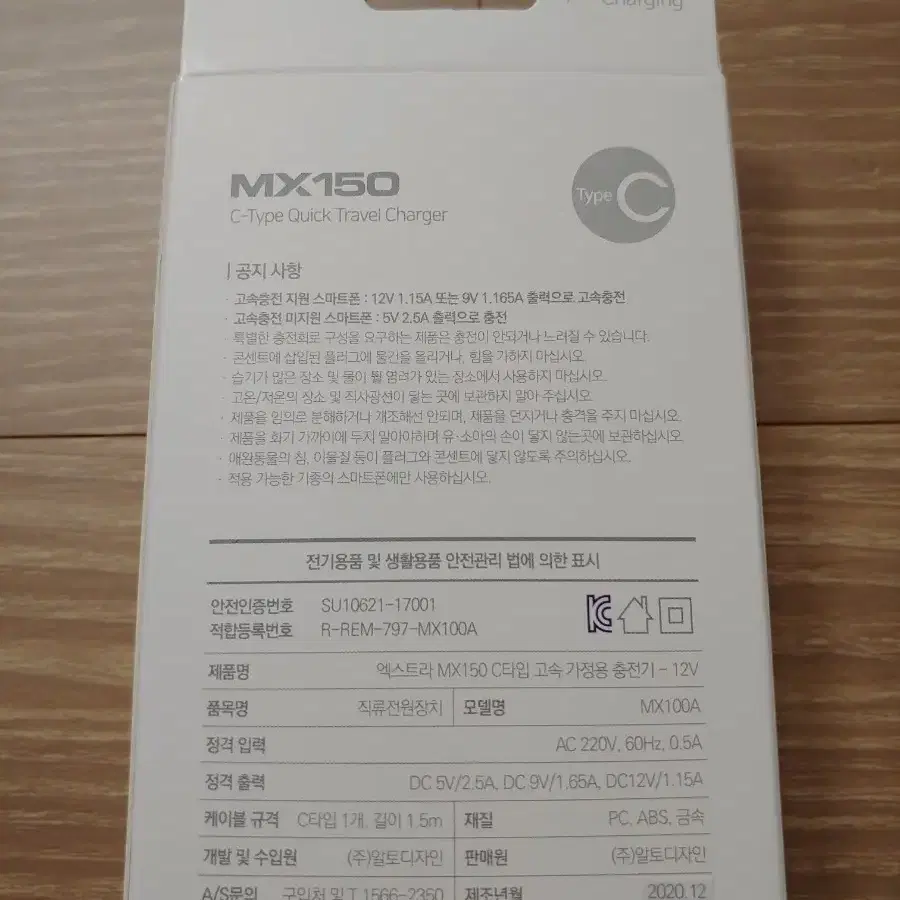 Charging
MX150
C-Type Quick Travel Charger
Type C
| 공지 사항
· 고속충전 지원 스마트폰 : 12V 1.15A 또는 9V 1.165A 출력으로 고속충전
· 고속충전 미지원 스마트폰 : 5V 2.5A 출력으로 충전
· 특별한 충전회로 구성을 요구하는 제품은 충전이 안되거나 느려질 수 있습니다.
· 콘센트에 삽입된 플러그에 물건을 올리거나, 힘을 가하지 마십시오.
· 습기가 많은 장소 및 물이 튈 염려가 있는 장소에서 사용하지 마십시오.
· 고온/저온의 장소 및 직사광선이 닿는 곳에 보관하지 말아 주십시오.
· 제품을 임의로 분해하거나 개조해선 안되며, 제품을 던지거나 충격을 주지 마십시오.
· 제품을 화기 가까이에 두지 말아야하며 유·소아의 손이 닿지 않는곳에 보관하십시오.
· 애완동물의 침, 이물질 등이 플러그와 콘센트에 닿지 않도록 주의하십시오.
· 적용 가능한 기종의 스마트폰에만 사용하십시오.
전기용품 및 생활용품 안전관리 법에 의한 표시
안전인증번호 SU10621-17001
적합등록번호 R-REM-797-MX100A
제품명 엑스트라 MX150 C타입 고속 가정용 충전기 - 12V
품목명 직류전원장치 모델명 MX100A
정격 입력 AC 220V, 60Hz, 0.5A
정격 출력 DC 5V/2.5A, DC 9V/1.65A, DC12V/1.15A
케이블 규격 C타입 1개, 길이 1.5m 재질 PC, ABS, 금속
개발 및 수입원 (주)알토디자인 판매원 (주)알토디자인
A/S문의 구입처 및 T.1566-2350 제조년월 2020.12